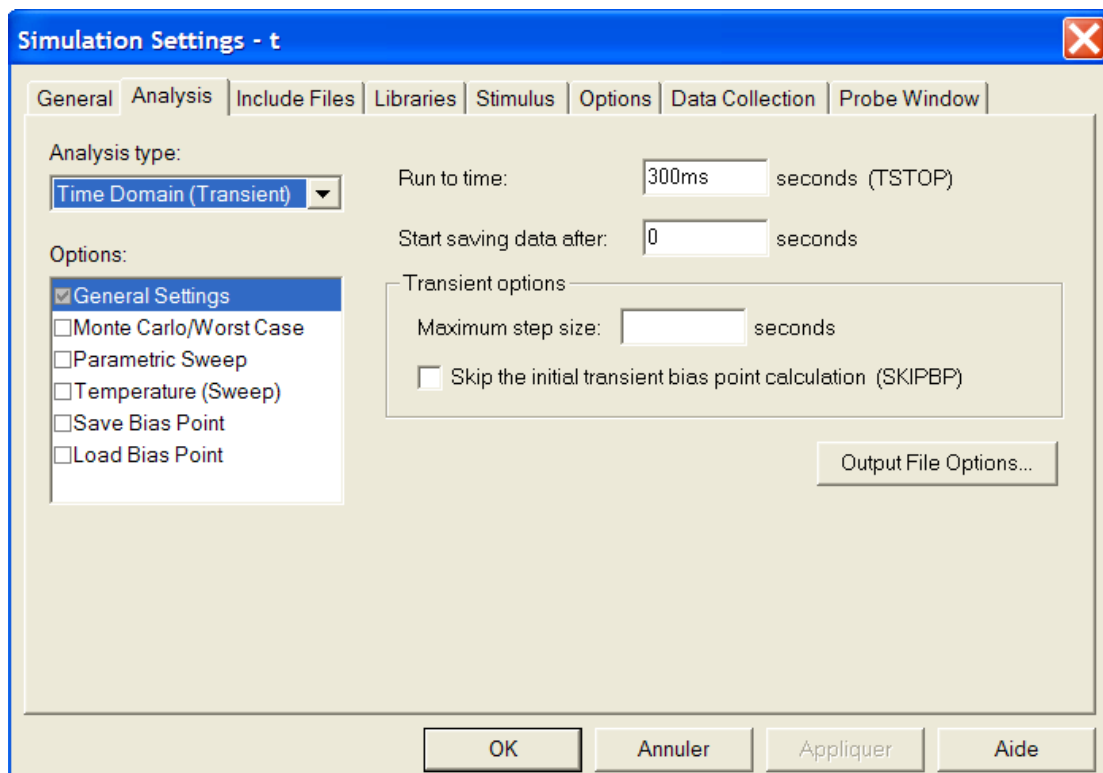 Simulation Settings - t
General Analysis Include Files Libraries Stimulus Options Data Collection Probe Window
Analysis type:
Time Domain (Transient)
Options:
General Settings
Monte Carlo/Worst Case
Parametric Sweep
Temperature (Sweep)
Save Bias Point
Load Bias Point
Run to time: 300ms seconds (TSTOP)
Start saving data after: 0 seconds
Transient options
Maximum step size: seconds
Skip the initial transient bias point calculation (SKIPBP)
Output File Options...
OK Annuler Appliquer Aide